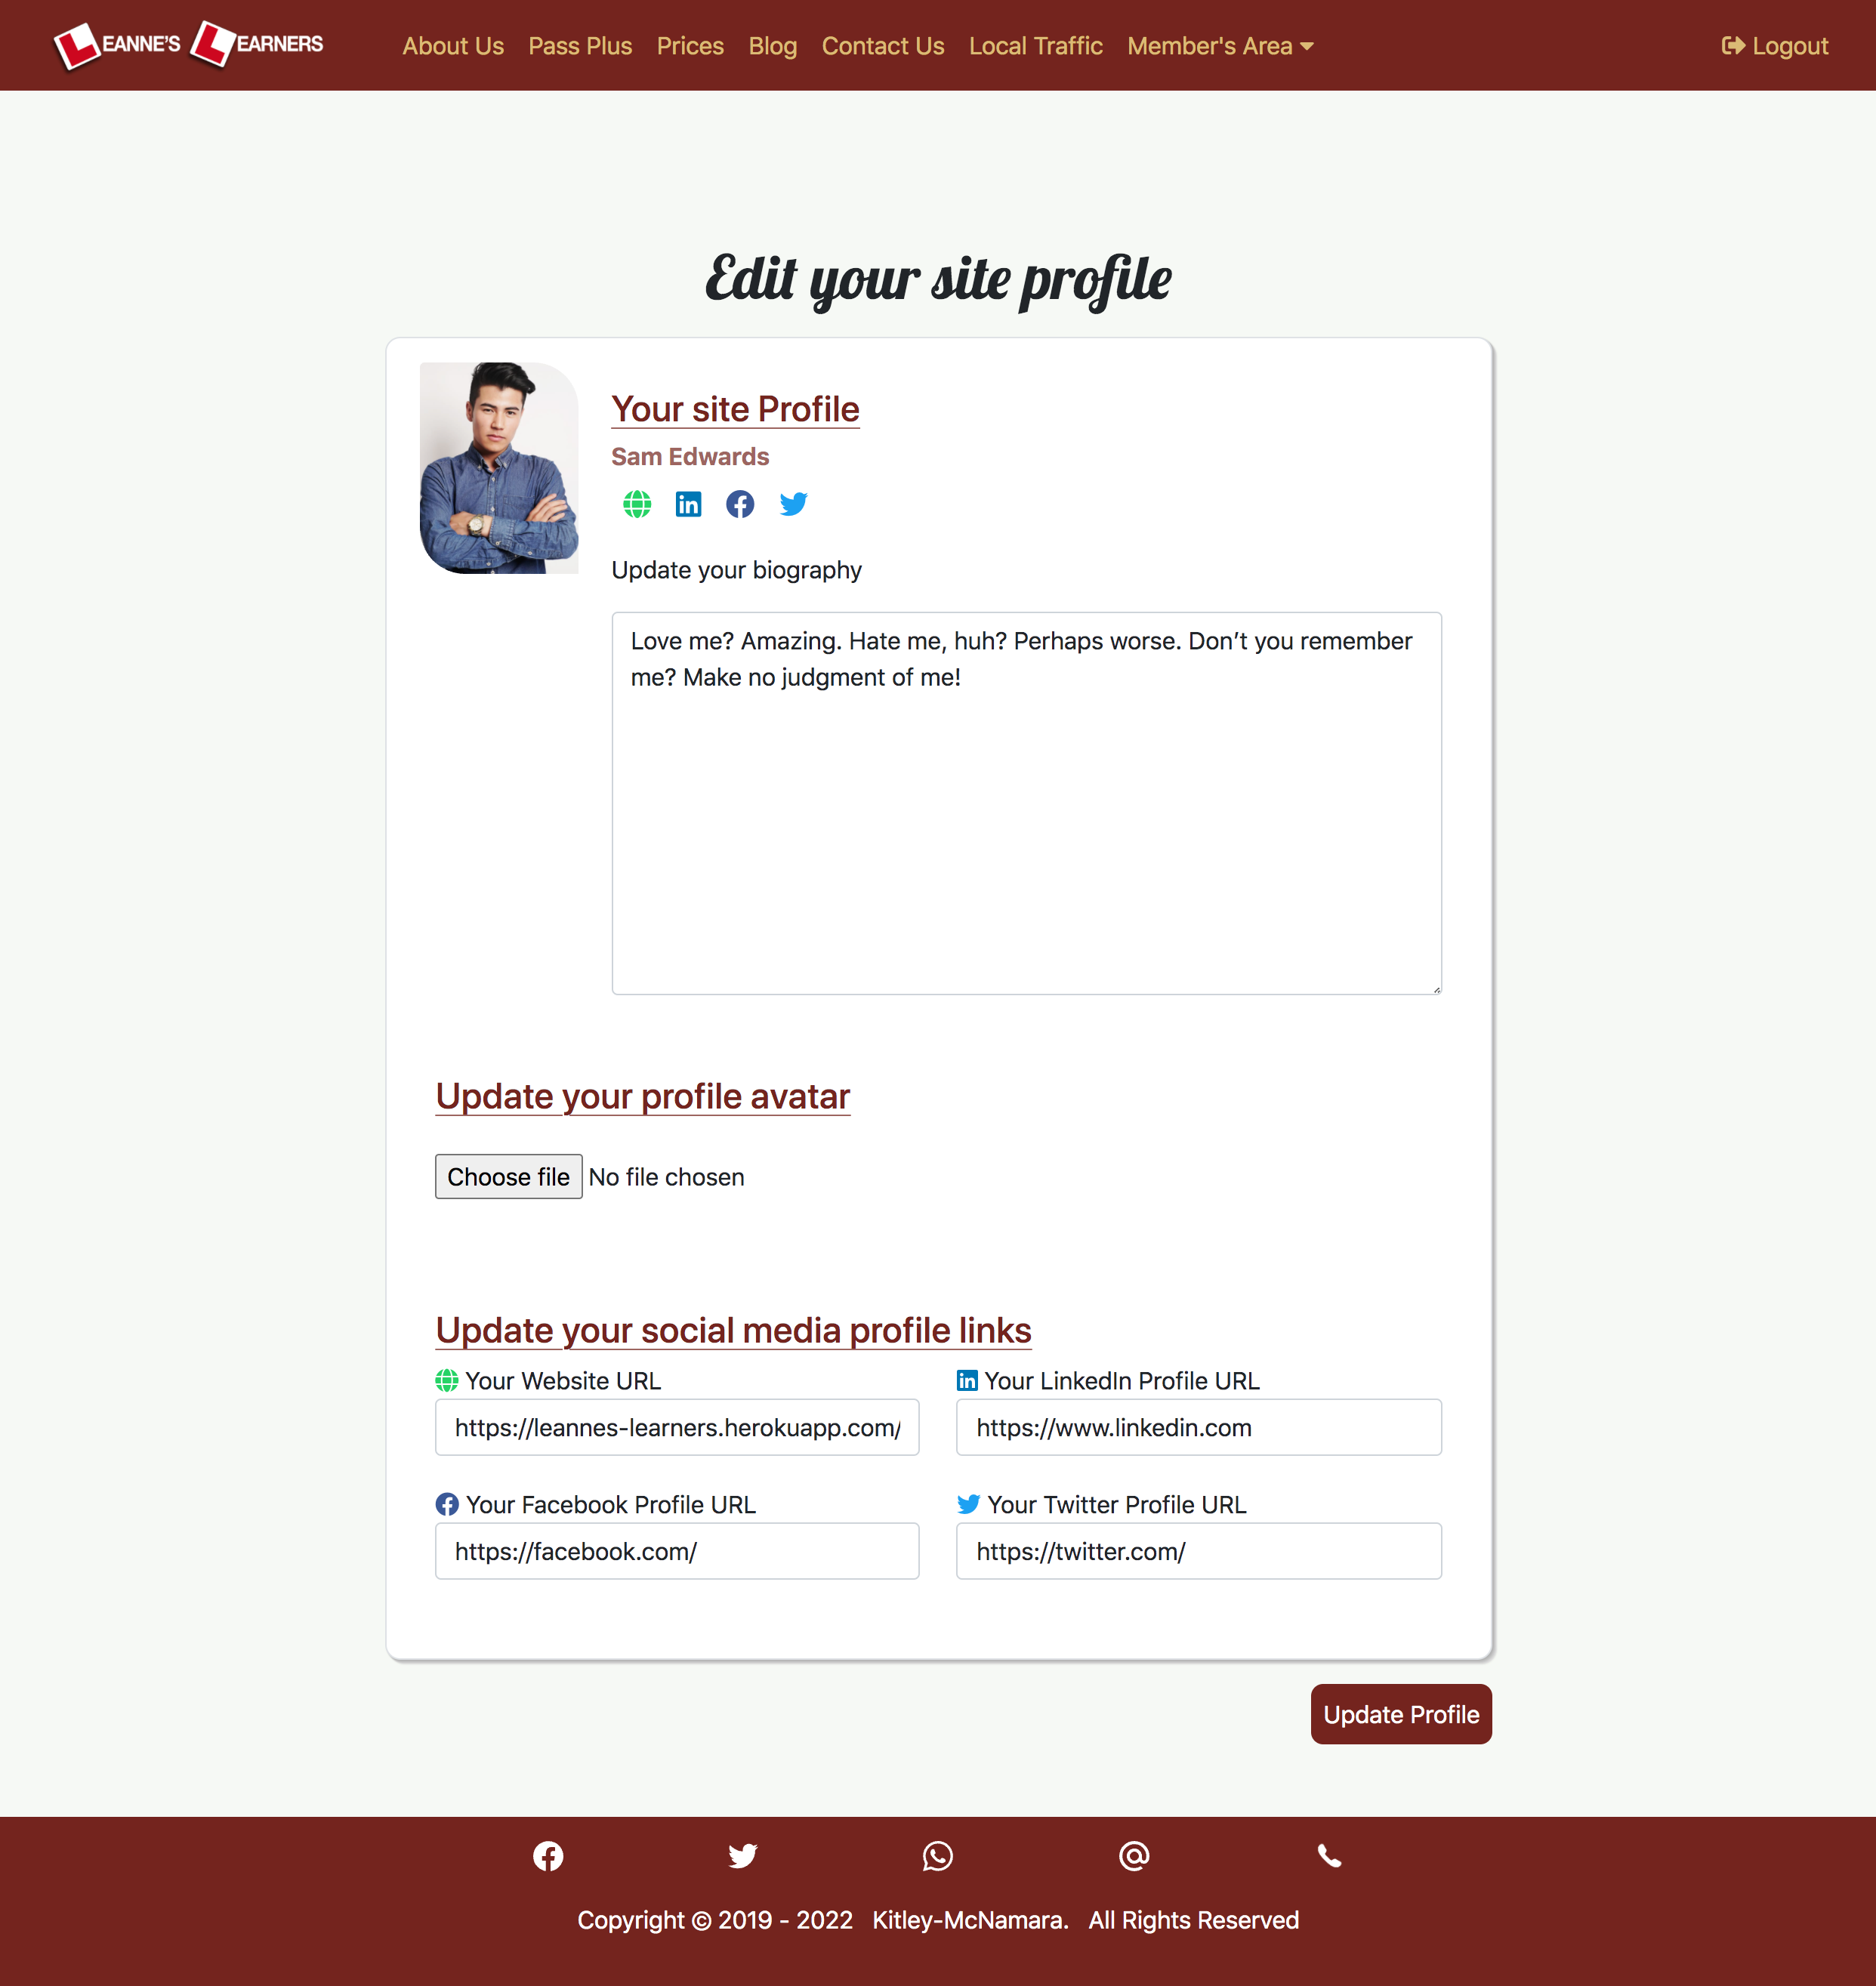 LEANNE'S LEARNERS
About Us Pass Plus Prices Blog Contact Us Local Traffic Member's Area Logout
Edit your site profile
Your site Profile
Sam Edwards
Update your biography
Love me? Amazing. Hate me, huh? Perhaps worse. Don’t you remember
me? Make no judgment of me!
Update your profile avatar
Choose file No file chosen
Update your social media profile links
Your Website URL
https://leannes-learners.herokuapp.com/
Your LinkedIn Profile URL
https://www.linkedin.com
Your Facebook Profile URL
https://facebook.com/
Your Twitter Profile URL
https://twitter.com/
Update Profile
Copyright © 2019 - 2022 Kitley-McNamara. All Rights Reserved